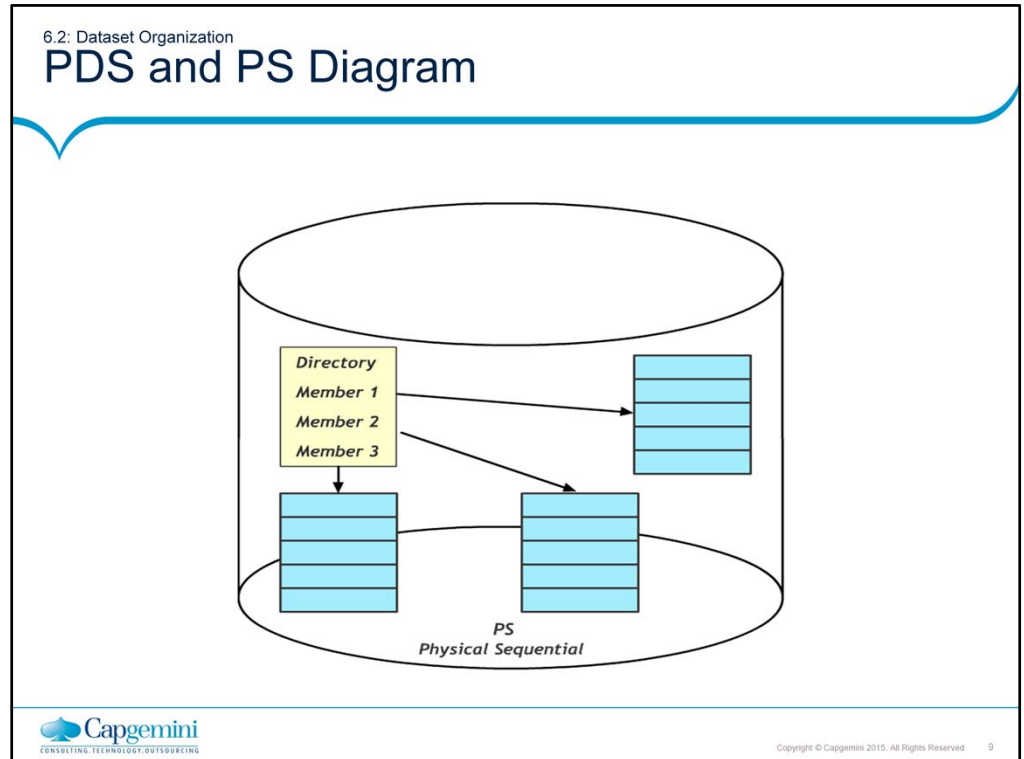 6.2: Dataset Organization
PDS and PS Diagram
Directory
Member 1
Member 2
Member 3
PS
Physical Sequential
Capgemini
CONSULTING.TECHNOLOGY.OUTSOURCING
Copyright © Capgemini 2015. All Rights Reserved 9